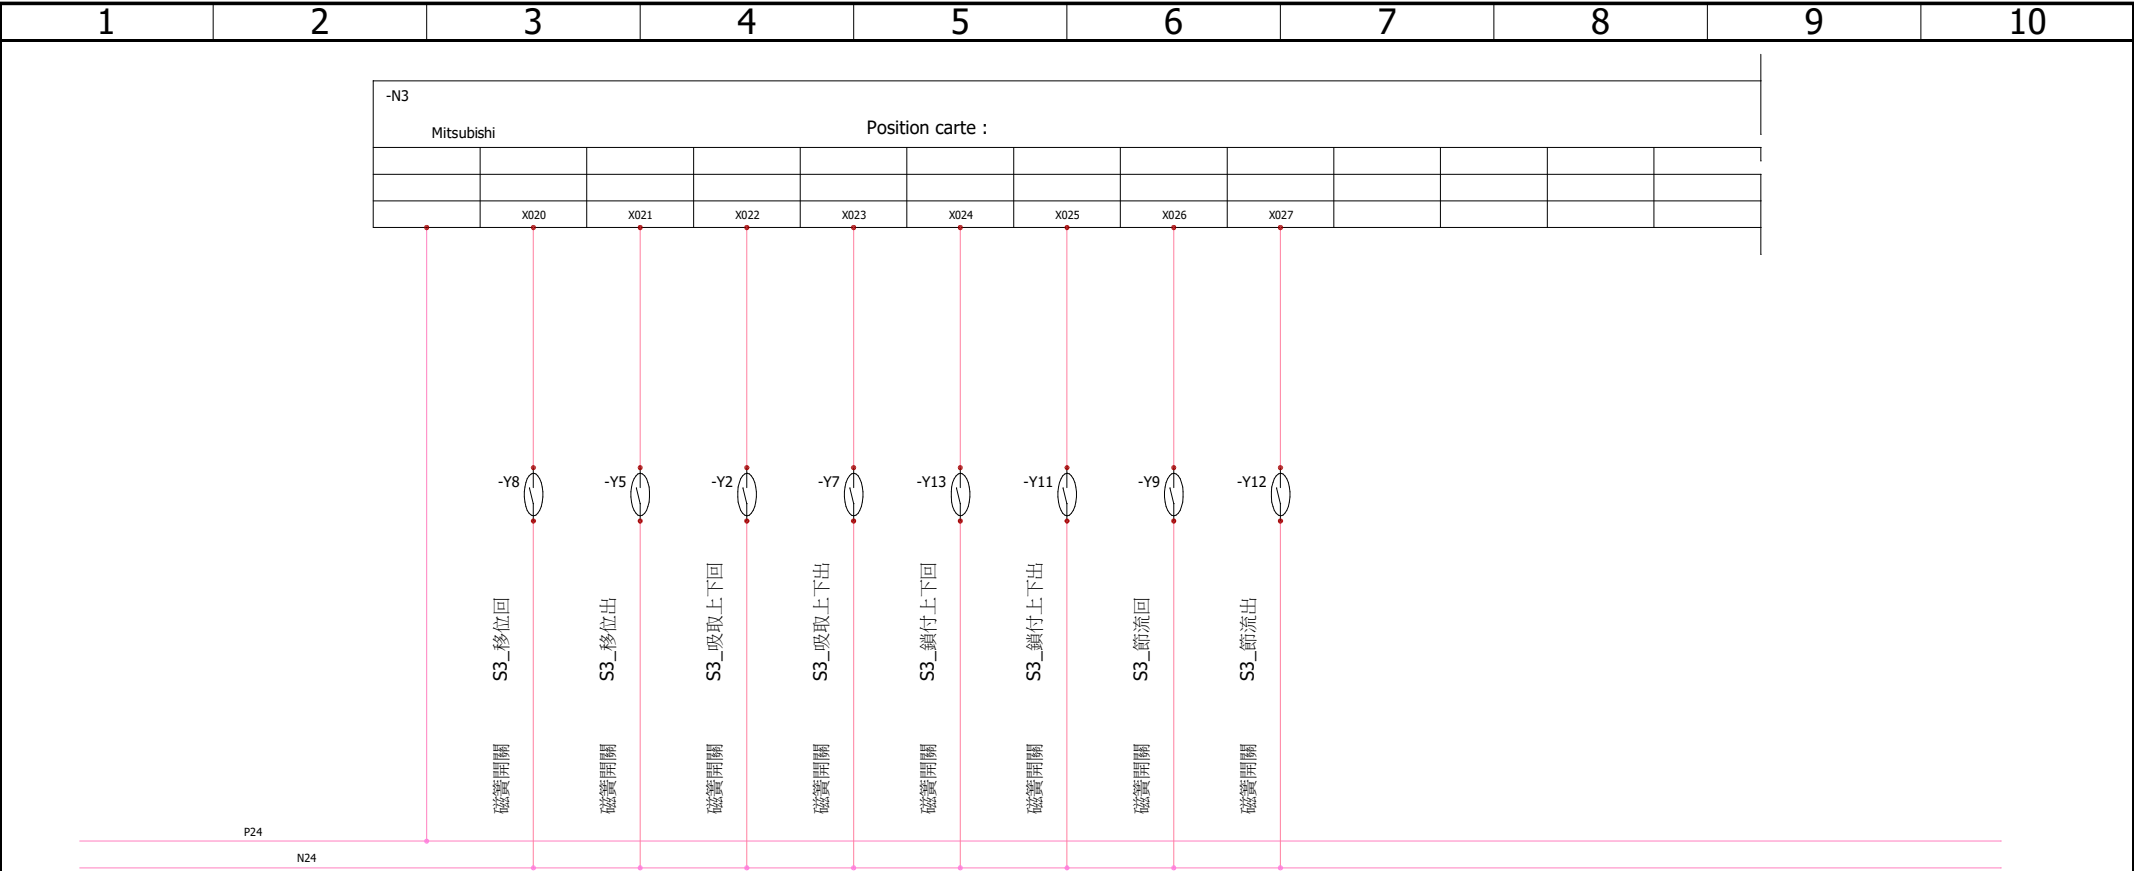 1 2 3 4 5 6 7 8 9 10
-N3
Mitsubishi
Position carte :
X020 X021 X022 X023 X024 X025 X026 X027
-Y8 -Y5 -Y2 -Y7 -Y13 -Y11 -Y9 -Y12
S3_移位回
S3_移位出
S3_吸取上下回
S3_吸取上下出
S3_鎖付上下回
S3_鎖付上下出
S3_節流回
S3_節流出
磁簧開關
磁簧開關
磁簧開關
磁簧開關
磁簧開關
磁簧開關
磁簧開關
磁簧開關
P24
N24